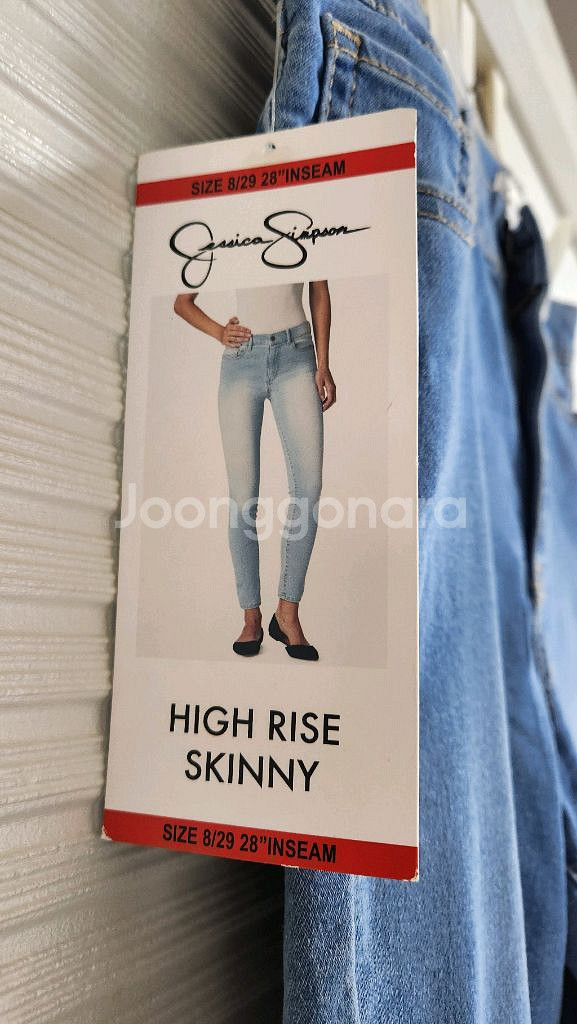 SIZE 8/29 28"INSEAM
Jessica Simpson
Joonggonara
HIGH RISE
SKINNY
SIZE 8/29 28"INSEAM